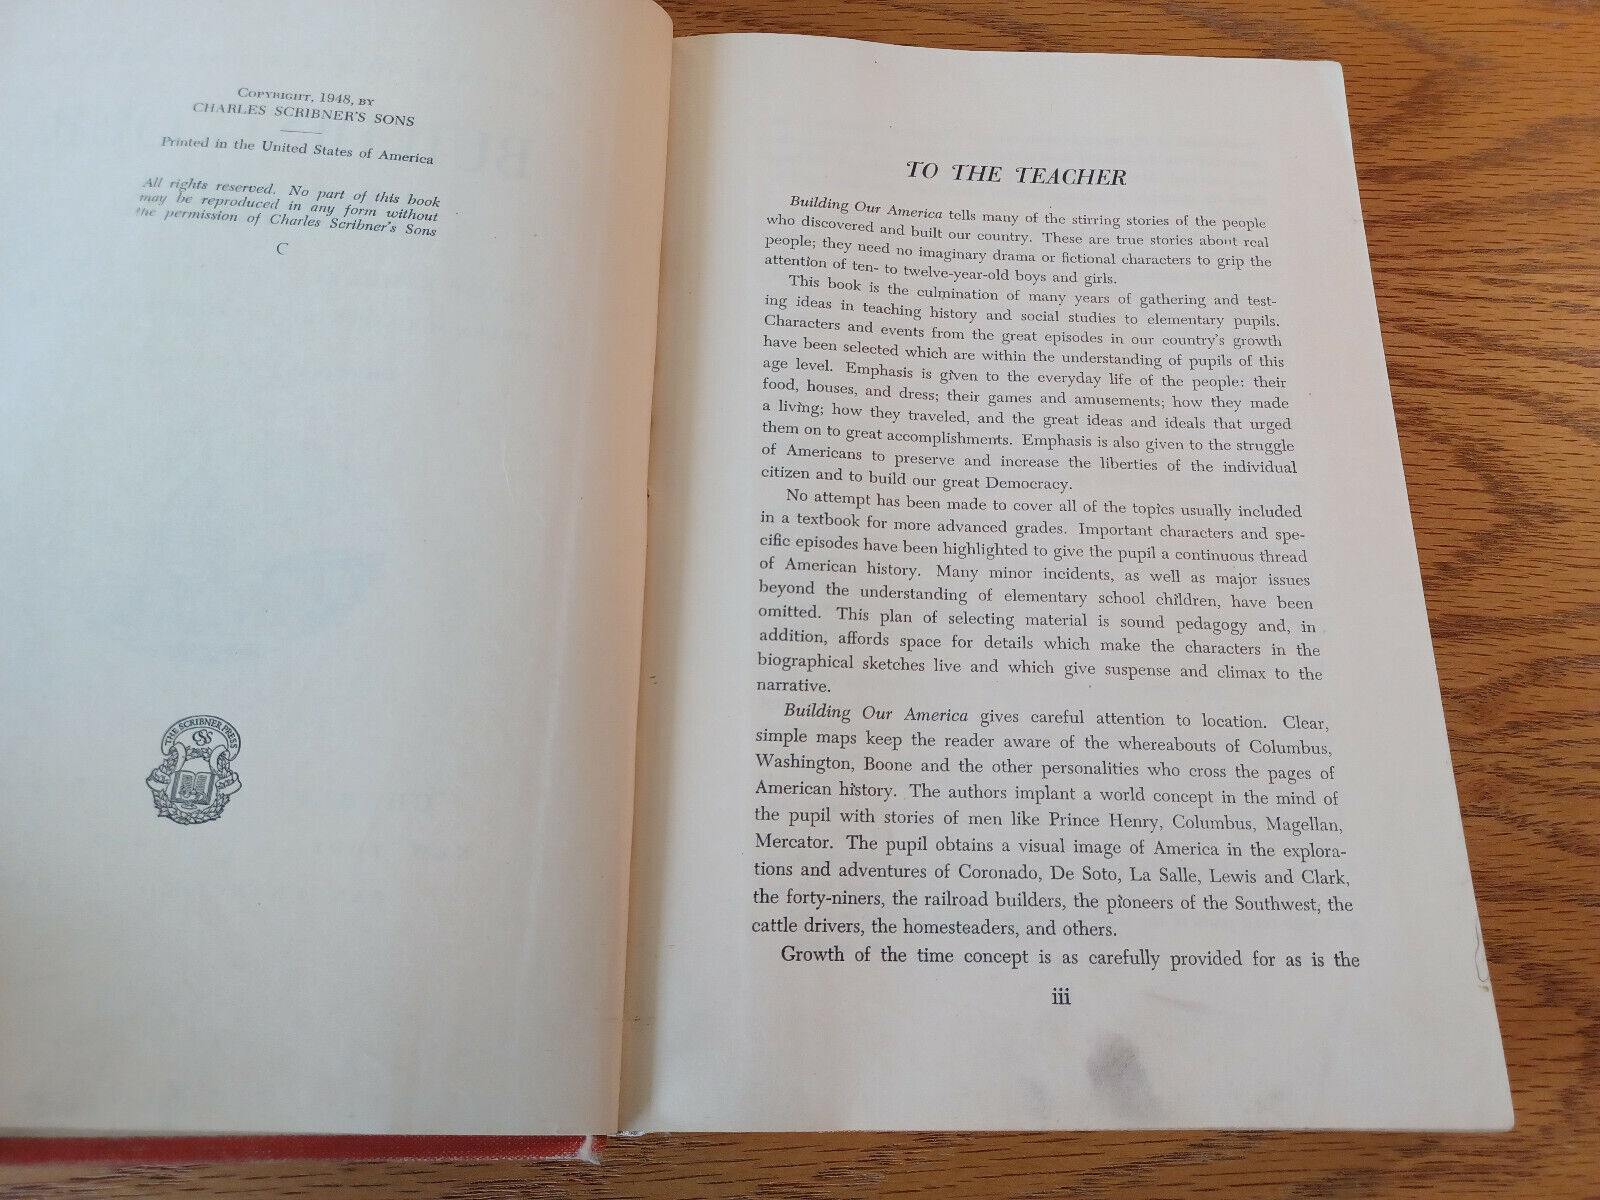 COPYRIGHT, 1948, BY
CHARLES SCRIBNER'S SONS
Printed in the United States of America
All rights reserved. No part of this book
may be reproduced in any form without
the permission of Charles Scribner's Sons
C
THE SCRIBNER PRESS
CSS
TO THE TEACHER
Building Our America tells many of the stirring stories of the people
who discovered and built our country. These are true stories about real
people; they need no imaginary drama or fictional characters to grip the
attention of ten- to twelve-year-old boys and girls.
This book is the culmination of many years of gathering and test-
ing ideas in teaching history and social studies to elementary pupils.
Characters and events from the great episodes in our country's growth
have been selected which are within the understanding of pupils of this
age level. Emphasis is given to the everyday life of the people: their
food, houses, and dress; their games and amusements; how they made
a living; how they traveled, and the great ideas and ideals that urged
them on to great accomplishments. Emphasis is also given to the struggle
of Americans to preserve and increase the liberties of the individual
citizen and to build our great Democracy.
No attempt has been made to cover all of the topics usually included
in a textbook for more advanced grades. Important characters and spe-
cific episodes have been highlighted to give the pupil a continuous thread
of American history. Many minor incidents, as well as major issues
beyond the understanding of elementary school children, have been
omitted. This plan of selecting material is sound pedagogy and, in
addition, affords space for details which make the characters in the
biographical sketches live and which give suspense and climax to the
narrative.
Building Our America gives careful attention to location. Clear,
simple maps keep the reader aware of the whereabouts of Columbus,
Washington, Boone and the other personalities who cross the pages of
American history. The authors implant a world concept in the mind of
the pupil with stories of men like Prince Henry, Columbus, Magellan,
Mercator. The pupil obtains a visual image of America in the explora-
tions and adventures of Coronado, De Soto, La Salle, Lewis and Clark,
the forty-niners, the railroad builders, the pioneers of the Southwest, the
cattle drivers, the homesteaders, and others.
Growth of the time concept is as carefully provided for as is the
iii